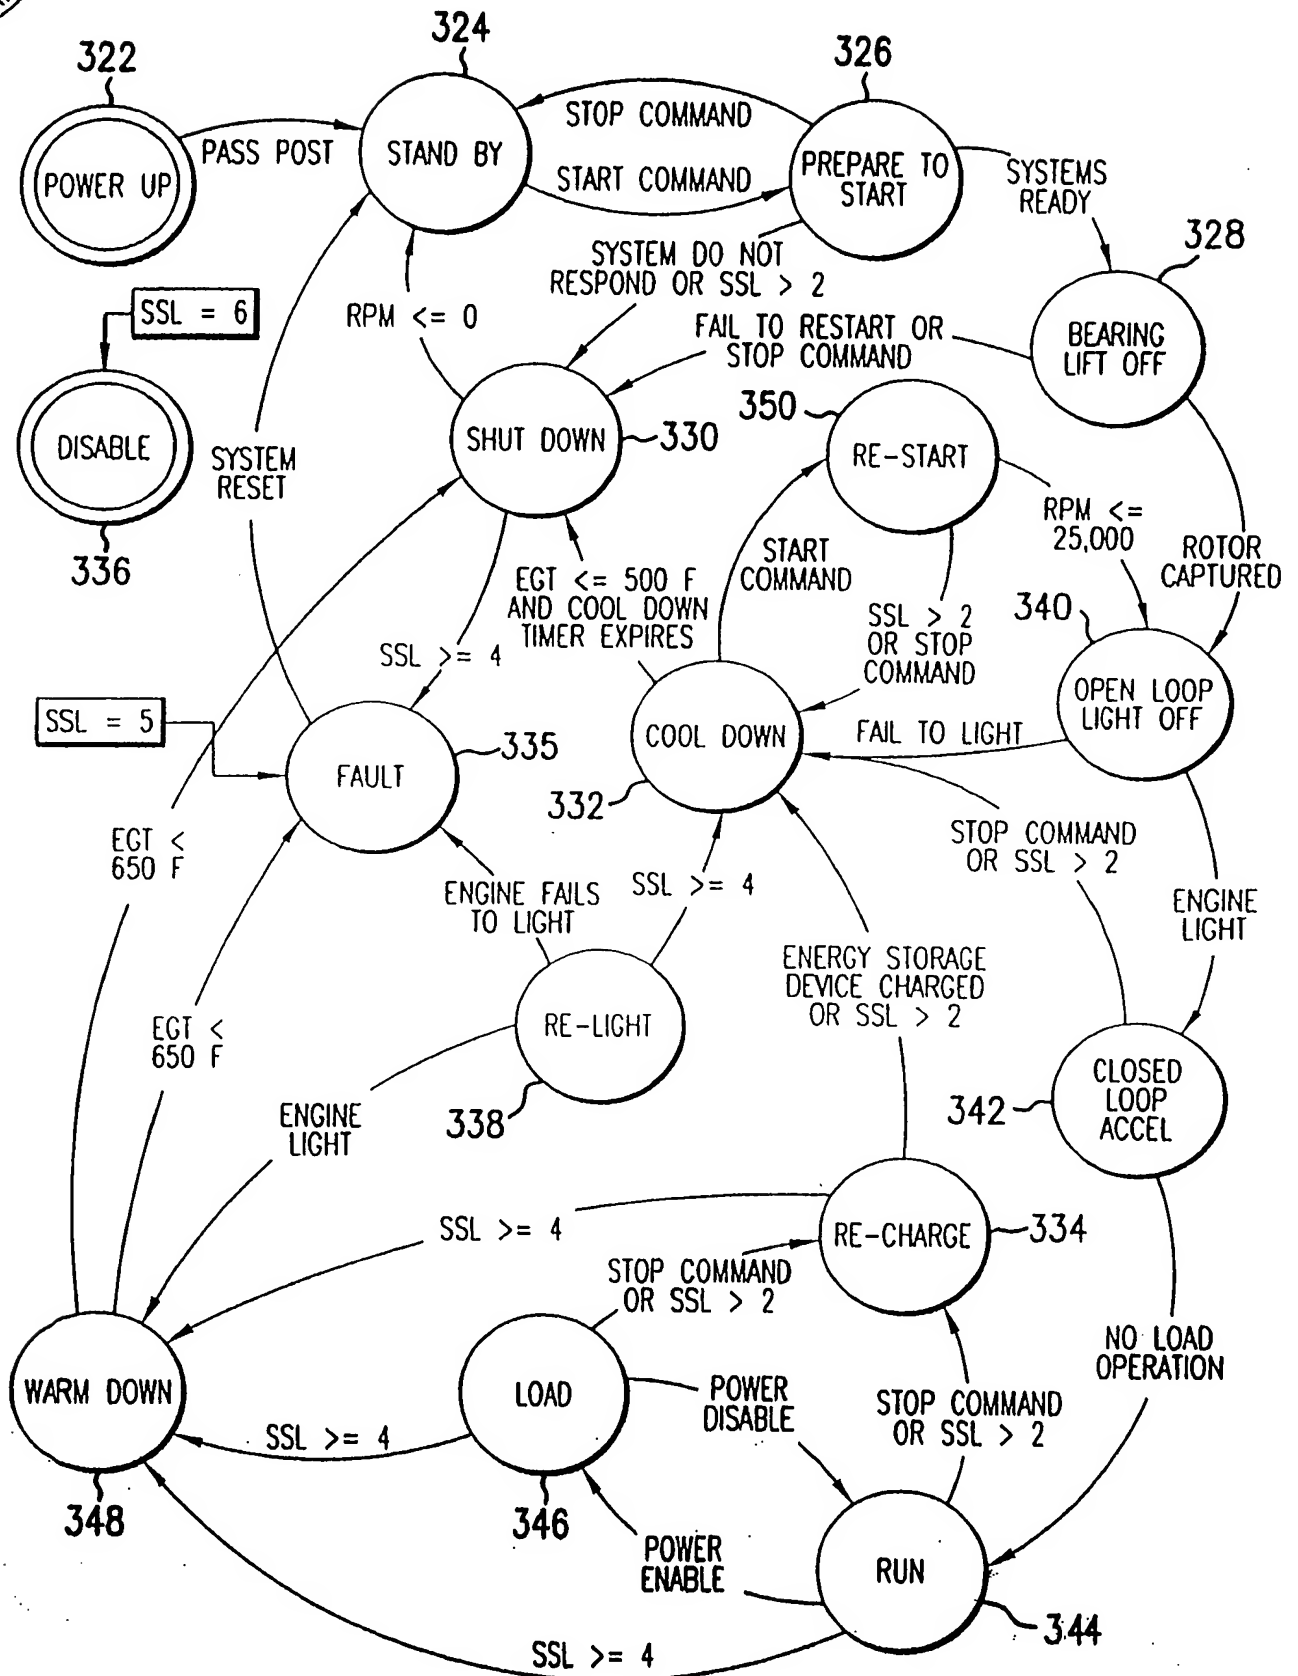 324
322
326
STOP COMMAND
PASS POST
STAND BY
POWER UP
START COMMAND
PREPARE TO
START
SYSTEMS
READY
328
SYSTEM DO NOT
RESPOND OR SSL > 2
SSL = 6
RPM <= 0
FAIL TO RESTART OR
STOP COMMAND
BEARING
LIFT OFF
350
DISABLE
SHUT DOWN
330
RE-START
SYSTEM
RESET
336
RPM <=
25,000
ROTOR
CAPTURED
START
COMMAND
EGT <= 500 F
AND COOL DOWN
TIMER EXPIRES
SSL > 2
OR STOP
COMMAND
340
SSL >= 4
OPEN LOOP
LIGHT OFF
SSL = 5
COOL DOWN
FAIL TO LIGHT
335
FAULT
332
EGT <
650 F
STOP COMMAND
OR SSL > 2
ENGINE FAILS
TO LIGHT
SSL >= 4
ENGINE
LIGHT
ENERGY STORAGE
DEVICE CHARGED
OR SSL > 2
EGT <
650 F
RE-LIGHT
338
ENGINE
LIGHT
CLOSED
LOOP
ACCEL
342
SSL >= 4
RE-CHARGE
334
STOP COMMAND
OR SSL > 2
NO LOAD
OPERATION
WARM DOWN
LOAD
POWER
DISABLE
STOP COMMAND
OR SSL > 2
SSL >= 4
348
346
POWER
ENABLE
RUN
344
SSL >= 4